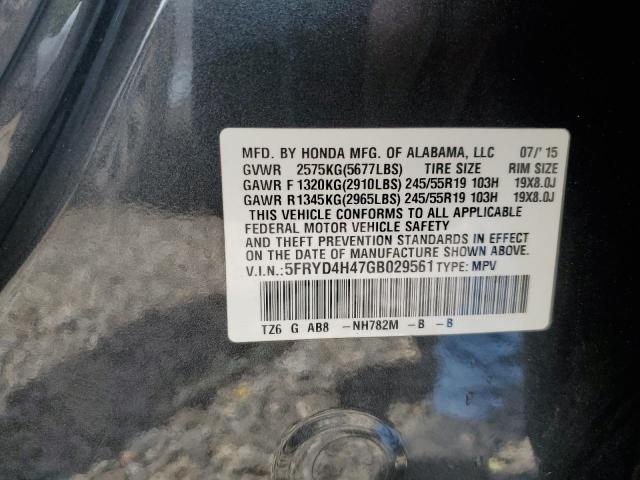 MFD. BY HONDA MFG. OF ALABAMA, LLC 07/'15
GVWR 2575KG(5677LBS) TIRE SIZE RIM SIZE
GAWR F 1320KG(2910LBS) 245/55R19 103H 19X8.0J
GAWR R1345KG(2965LBS) 245/55R19 103H 19X8.0J
THIS VEHICLE CONFORMS TO ALL APPLICABLE
FEDERAL MOTOR VEHICLE SAFETY
AND THEFT PREVENTION STANDARDS IN EFFECT
ON THE DATE OF MANUFACTURE SHOWN ABOVE.
V.I.N.:5FRYD4H47GB029561 TYPE: MPV
TZ6 G AB8 -NH782M -B -B